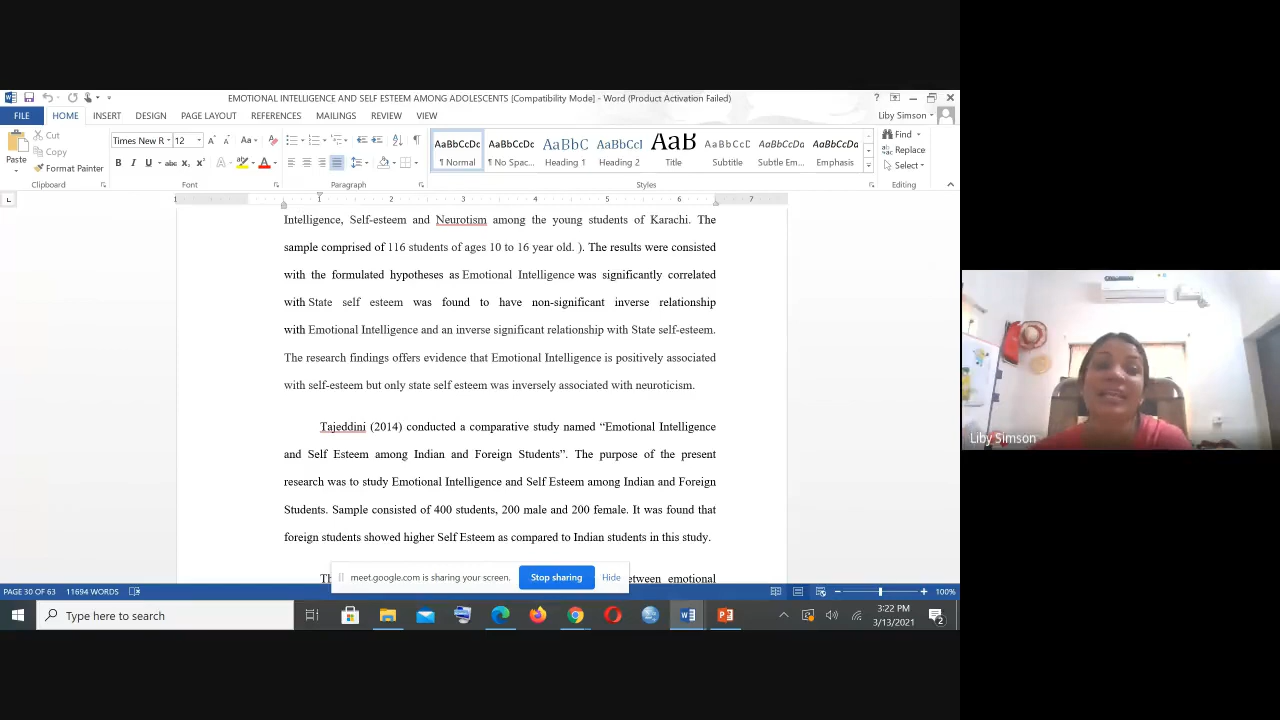 EMOTIONAL INTELLIGENCE AND SELF ESTEEM AMONG ADOLESCENTS [Compatibility Mode] - Word (Product Activation Failed)
FILE HOME INSERT DESIGN PAGE LAYOUT REFERENCES MAILINGS REVIEW VIEW Liby Simson
Paste
Cut
Copy
Format Painter
Times New R 12
AaBbCcDc AaBbCcDc AaBbC AaBbCcI AaB AaBbCcD AaBbCcDa AaBbCcDa
¶ Normal ¶ No Spac... Heading 1 Heading 2 Title Subtitle Subtle Em... Emphasis
Find
Replace
Select
Clipboard Font Paragraph Styles Editing
1 1 2 3 4 5 6 7
Intelligence, Self-esteem and Neurotism among the young students of Karachi. The
sample comprised of 116 students of ages 10 to 16 year old. ). The results were consisted
with the formulated hypotheses as Emotional Intelligence was significantly correlated
with State self esteem was found to have non-significant inverse relationship
with Emotional Intelligence and an inverse significant relationship with State self-esteem.
The research findings offers evidence that Emotional Intelligence is positively associated
with self-esteem but only state self esteem was inversely associated with neuroticism.
Tajeddini (2014) conducted a comparative study named “Emotional Intelligence
and Self Esteem among Indian and Foreign Students”. The purpose of the present
research was to study Emotional Intelligence and Self Esteem among Indian and Foreign
Students. Sample consisted of 400 students, 200 male and 200 female. It was found that
foreign students showed higher Self Esteem as compared to Indian students in this study.
between emotional
meet.google.com is sharing your screen. Stop sharing Hide
PAGE 30 OF 63 11694 WORDS 100%
Type here to search
3:22 PM
3/13/2021
2
Liby Simson